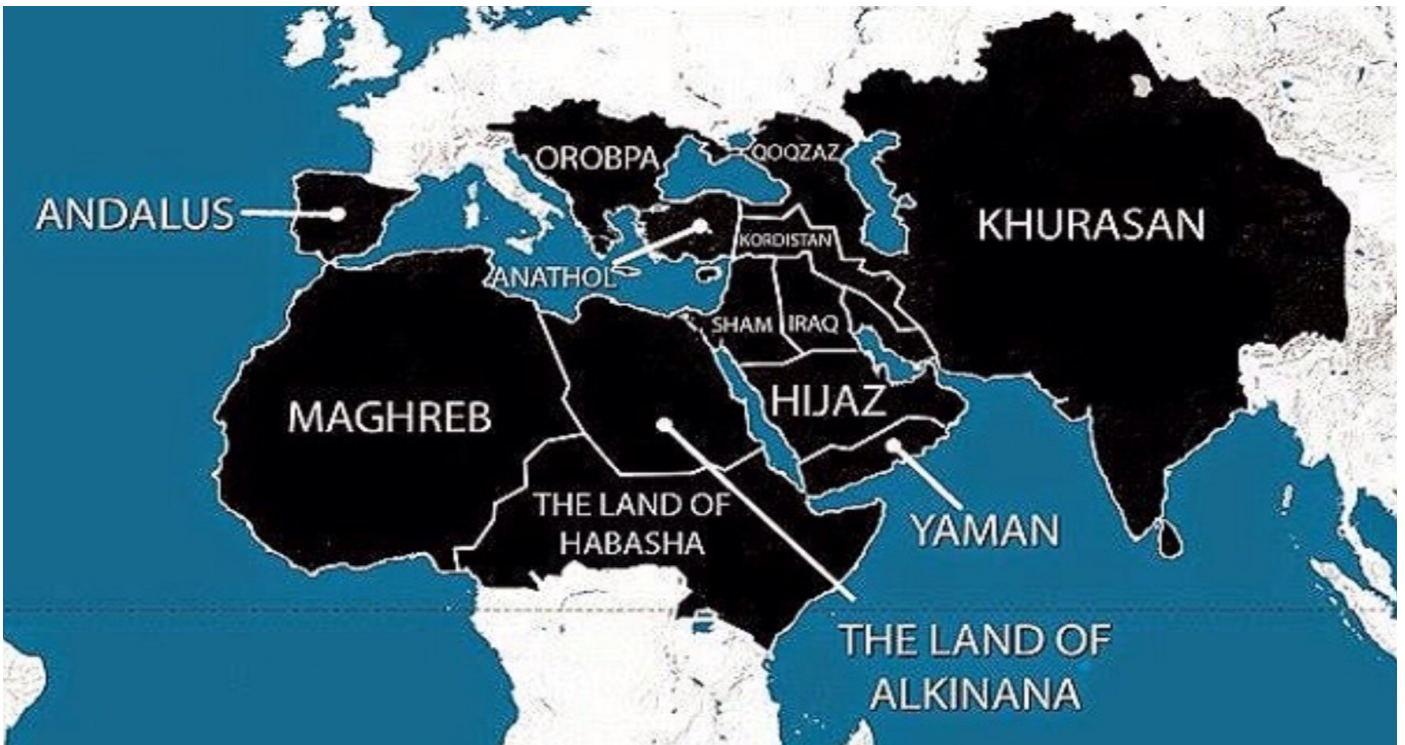 OROBPA
QOQZAZ
ANDALUS
KHURASAN
KORDISTAN
ANATHOL
SHAM
IRAQ
MAGHREB
HIJAZ
THE LAND OF
HABASHA
YAMAN
THE LAND OF
ALKINANA